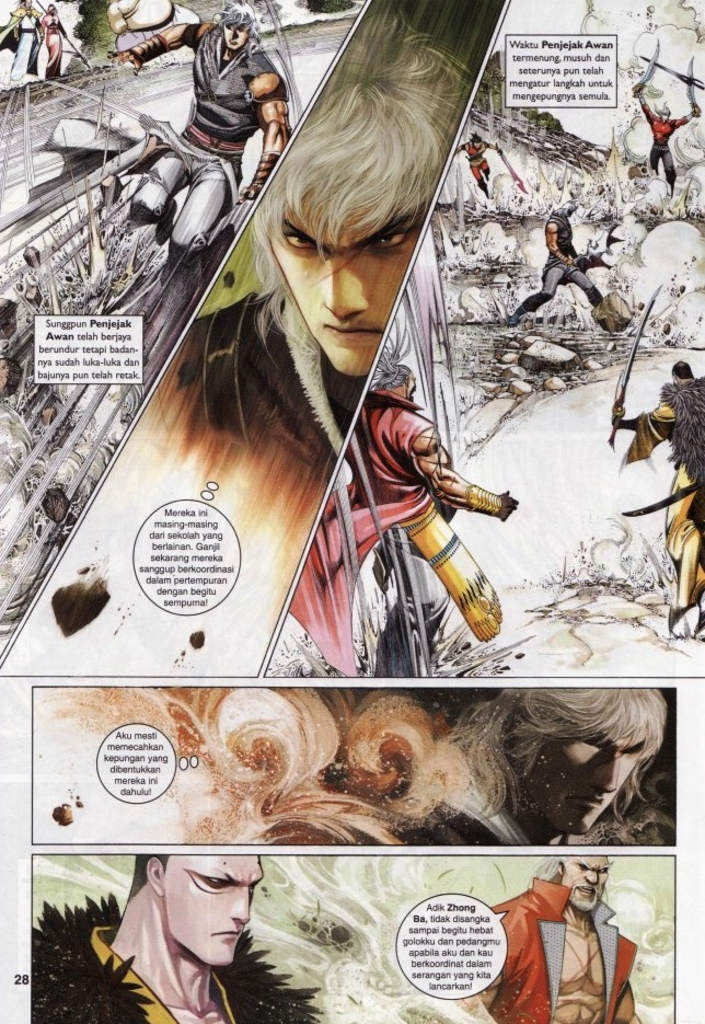 Sunggpun Penjejak
Awan telah berjaya
berundur tetapi badan-
nya sudah luka-luka dan
bajunya pun telah retak.
Mereka ini
masing-masing
dari sekolah yang
berlainan. Ganjil
sekarang mereka
sanggup berkoordinasi
dalam pertempuran
dengan begitu
sempurna!
Waktu Penjejak Awan
termenung, musuh dan
seterunya pun telah
mengatur langkah untuk
mengepungnya semula.
Aku mesti
memecahkan
kepungan yang
dibentukkan
mereka ini
dahulu!
Adik Zhong
Ba, tidak disangka
sampai begitu hebat
golokku dan pedangmu
apabila aku dan kau
berkoordinat dalam
serangan yang kita
lancarkan!
28